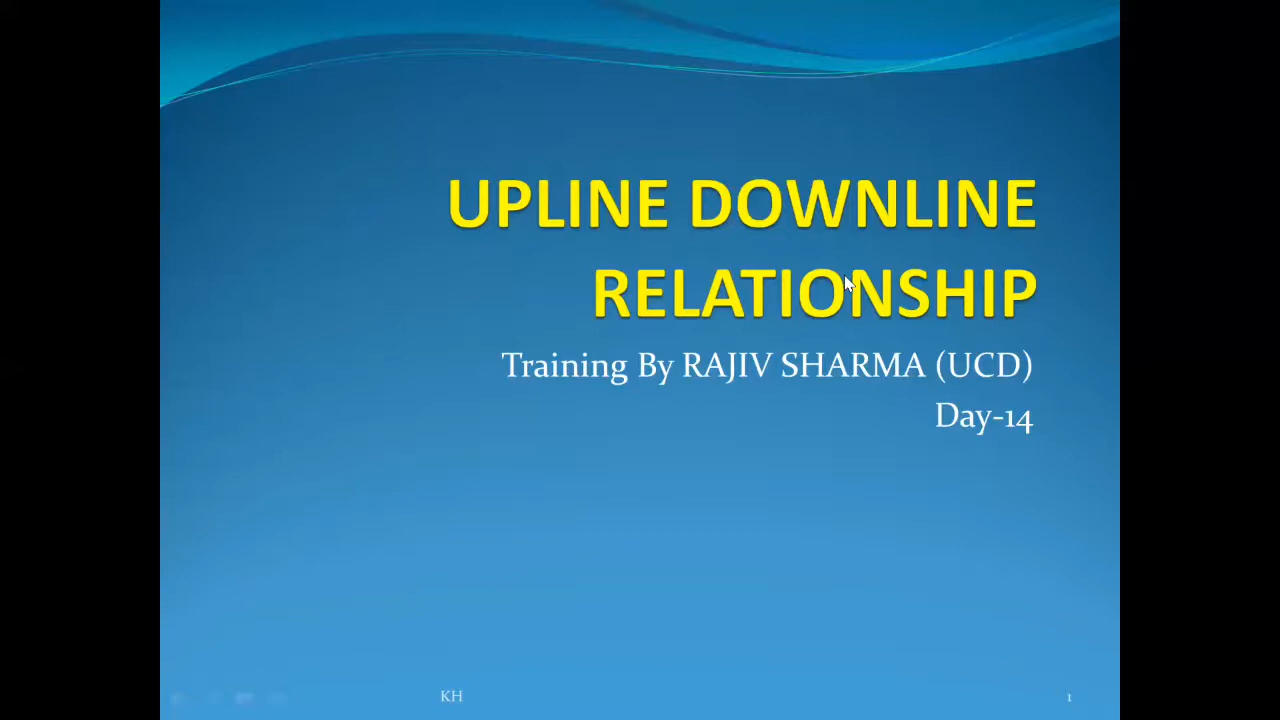 UPLINE DOWNLINE
RELATIONSHIP
Training By RAJIV SHARMA (UCD)
Day-14
KH
1